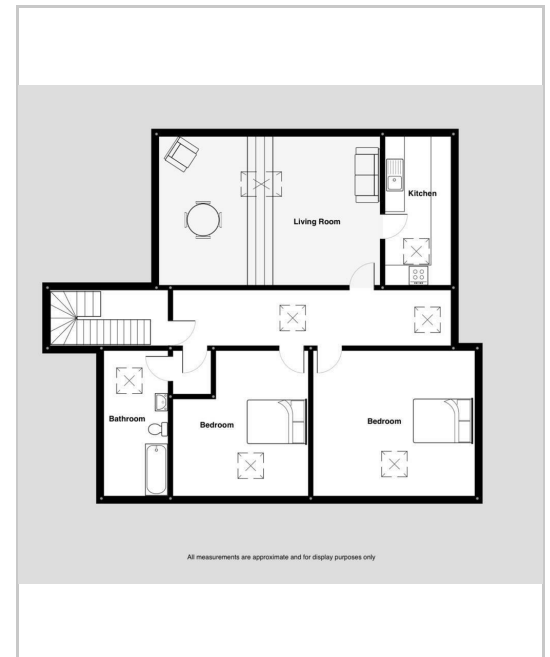 Kitchen
Living Room
Bathroom
Bedroom
Bedroom
All measurements are approximate and for display purposes only